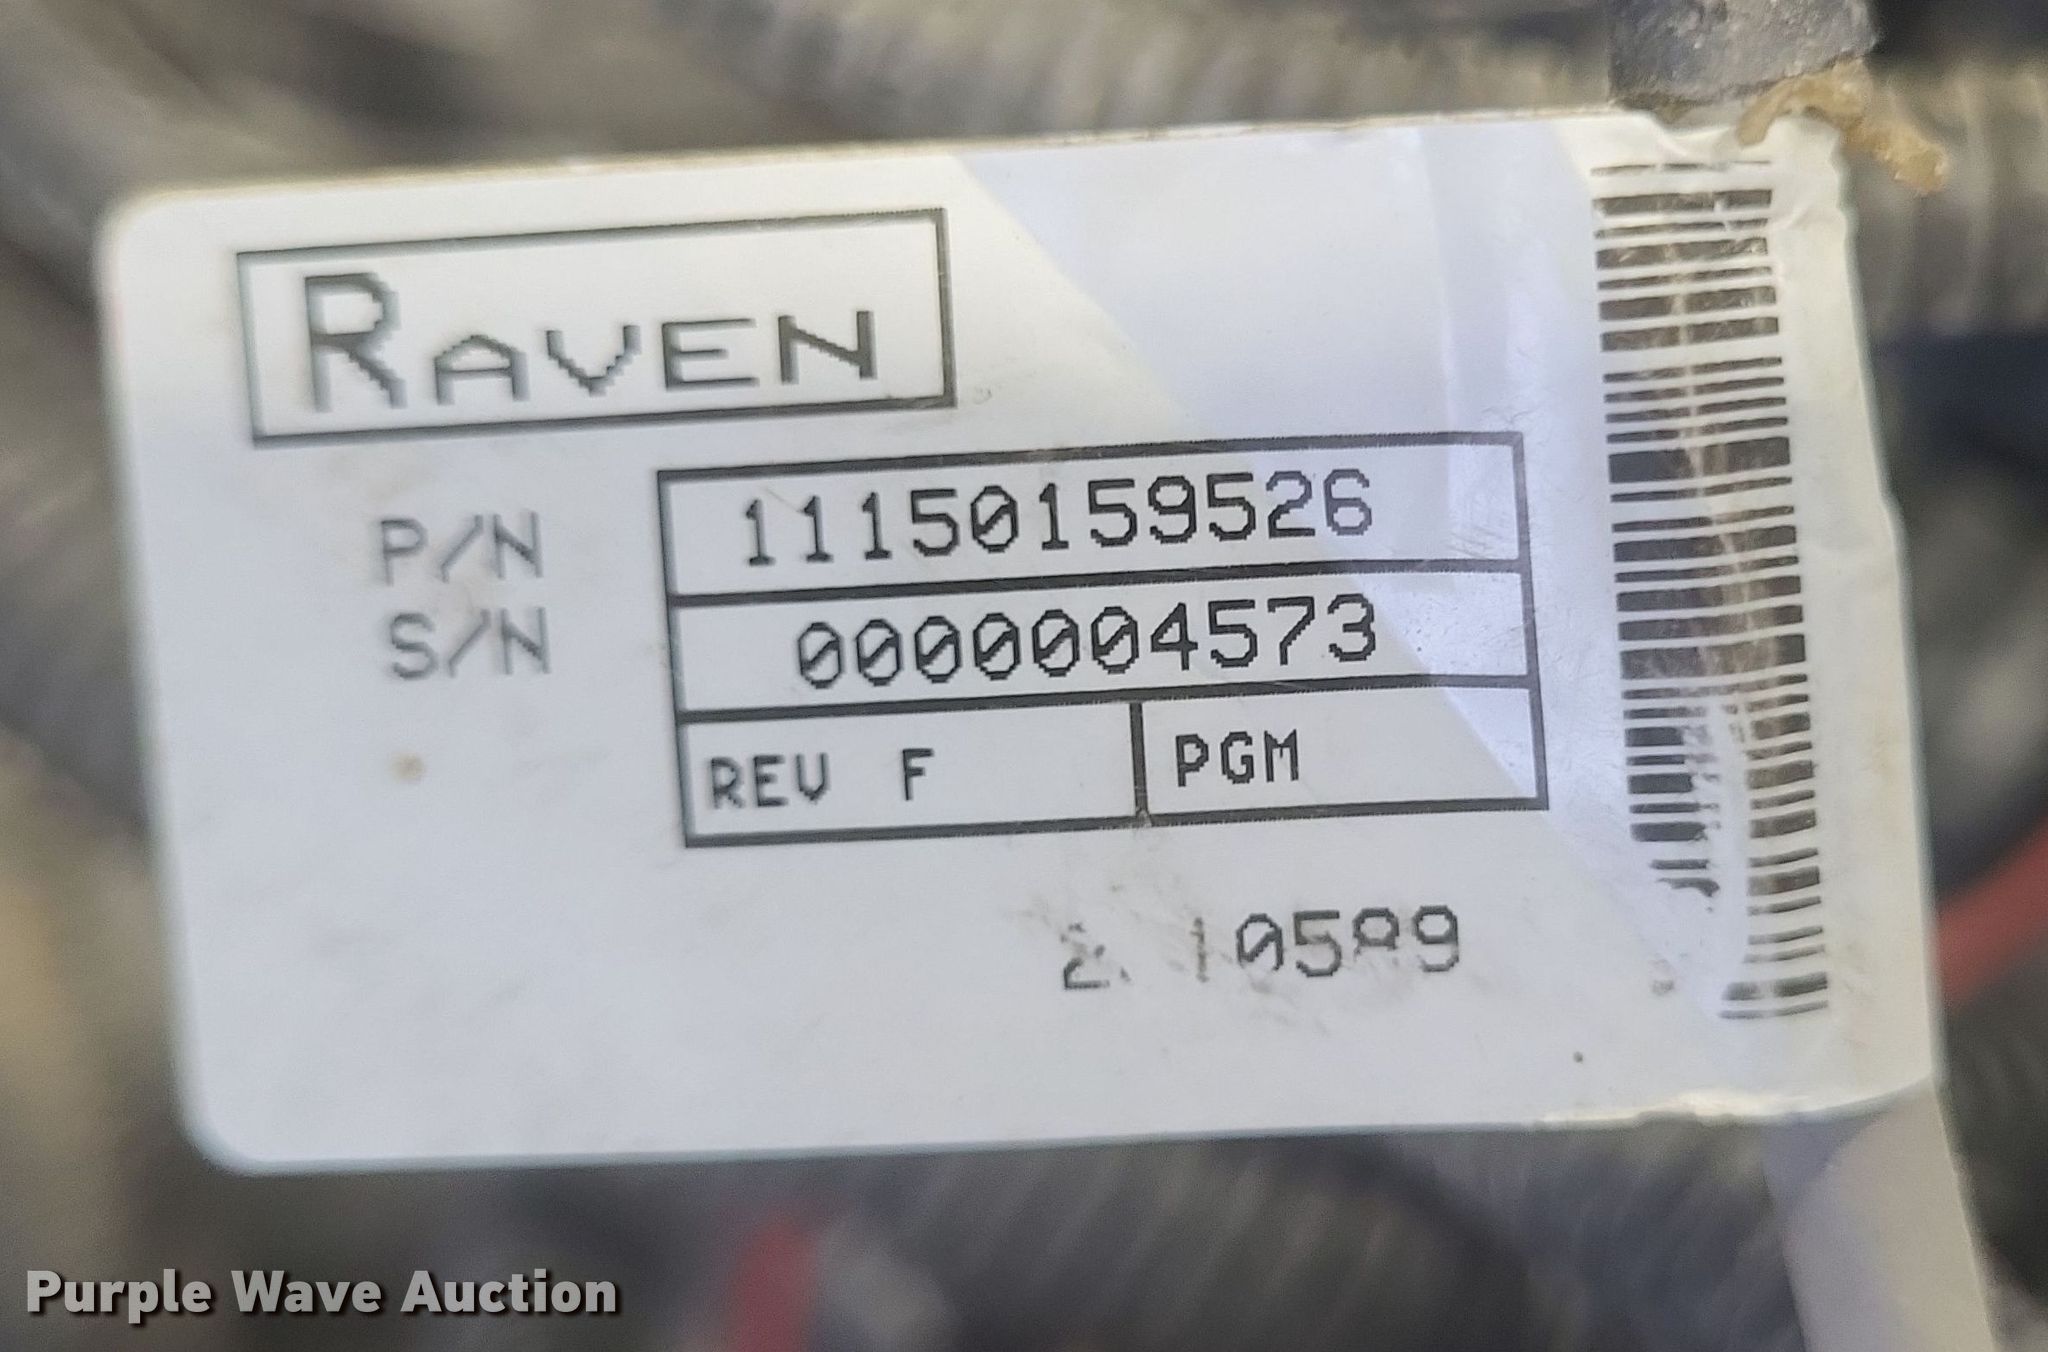 RAVEN
P/N 11150159526
S/N 0000004573
REV F PGM
Purple Wave Auction